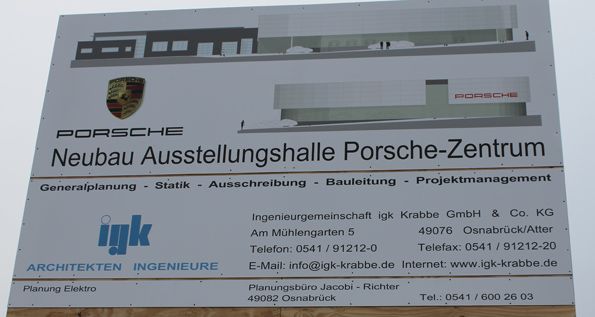 PORSCHE
PORSCHE
Neubau Ausstellungshalle Porsche-Zentrum
Generalplanung - Statik - Ausschreibung - Bauleitung - Projektmanagement
igk
ARCHITEKTEN INGENIEURE
Ingenieurgemeinschaft igk Krabbe GmbH & Co. KG
Am Mühlengarten 5 49076 Osnabrück/Atter
Telefon: 0541 / 91212-0 Telefax: 0541 / 91212-20
E-Mail: info@igk-krabbe.de Internet: www.igk-krabbe.de
Planung Elektro
Planungsbüro Jacobi - Richter
49082 Osnabrück Tel.: 0541 / 600 26 03